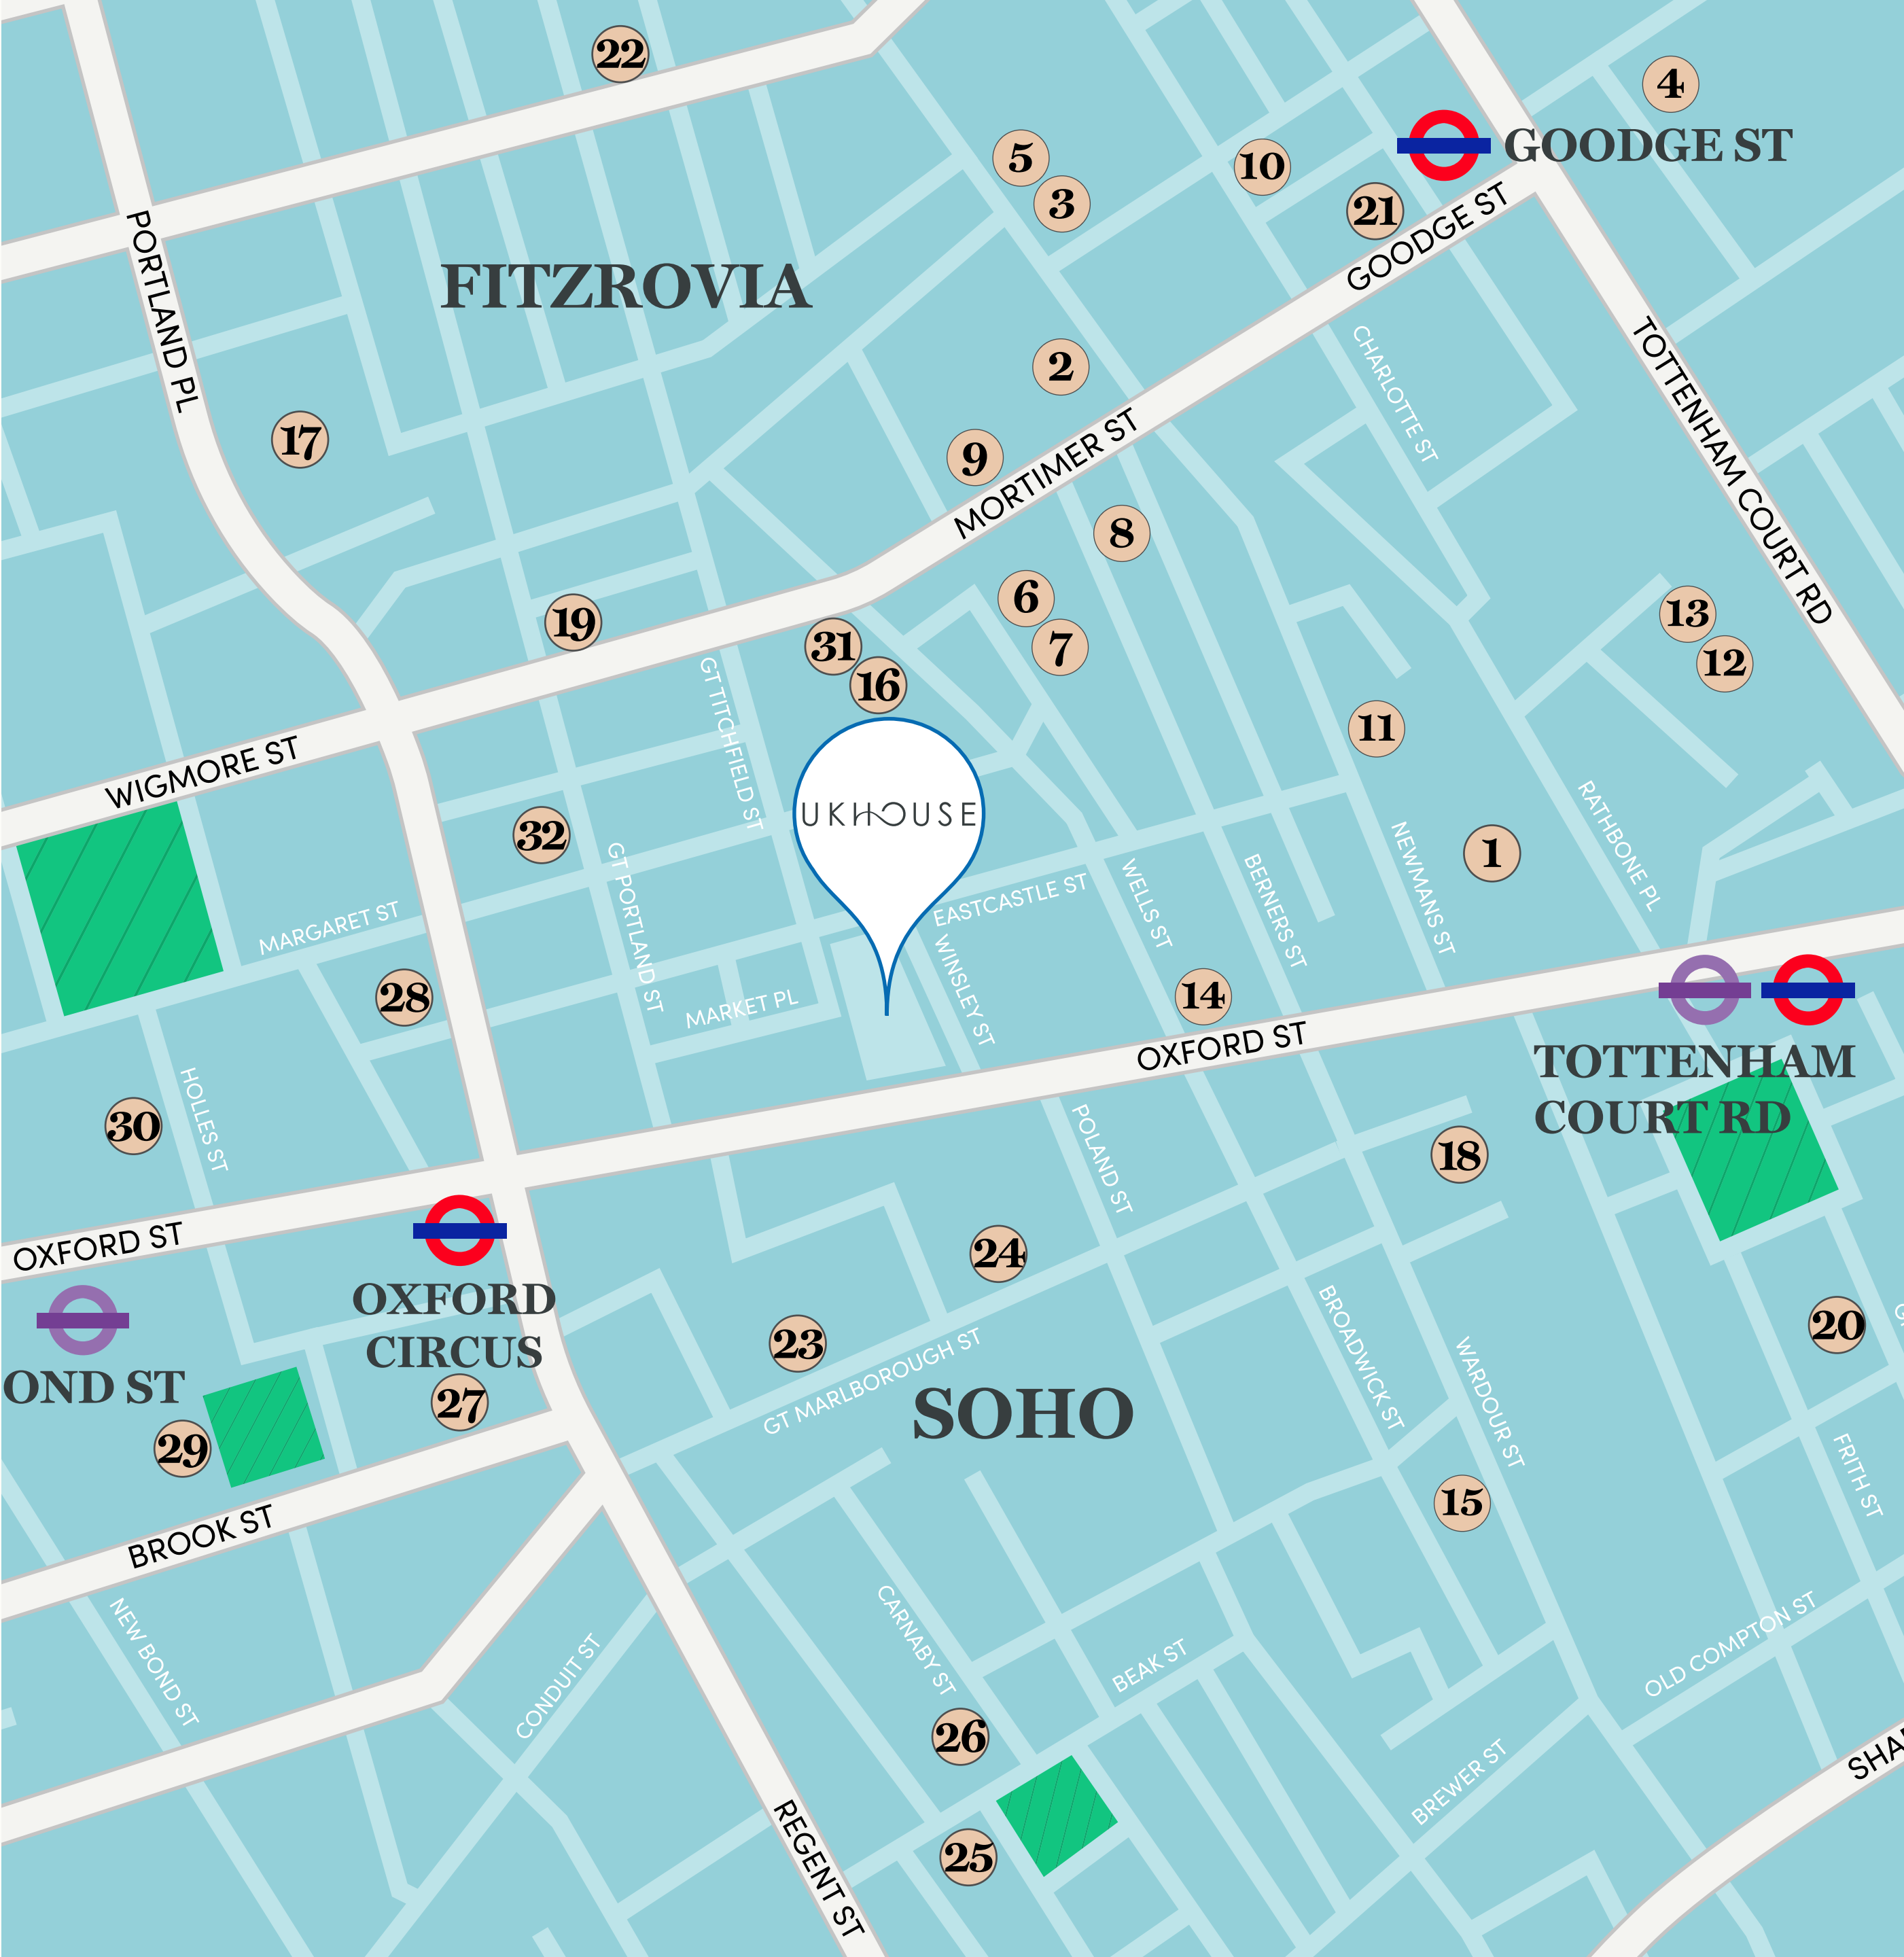 22
4
GOODGE ST
5
10
3
21
GOODGE ST
PORTLAND PL
FITZROVIA
CHARLOTTE ST
TOTTENHAM COURT RD
2
17
9
MORTIMER ST
8
6
13
19
31
7
12
16
GT TITCHFIELD ST
11
WIGMORE ST
UKHOUSE
32
1
RATHBONE PL
GT PORTLAND ST
NEWMANS ST
BERNERS ST
WELLS ST
EASTCASTLE ST
MARGARET ST
WINSLEY ST
28
14
MARKET PL
OXFORD ST
TOTTENHAM
COURT RD
HOLLES ST
30
POLAND ST
18
OXFORD ST
24
OXFORD
CIRCUS
20
23
GT MARLBOROUGH ST
BROADWICK ST
WARDOUR ST
OND ST
27
SOHO
29
FRITH ST
15
BROOK ST
NEW BOND ST
CONDUIT ST
CARNABY ST
BEAK ST
OLD COMPTON ST
26
BREWER ST
SHA
25
REGENT ST